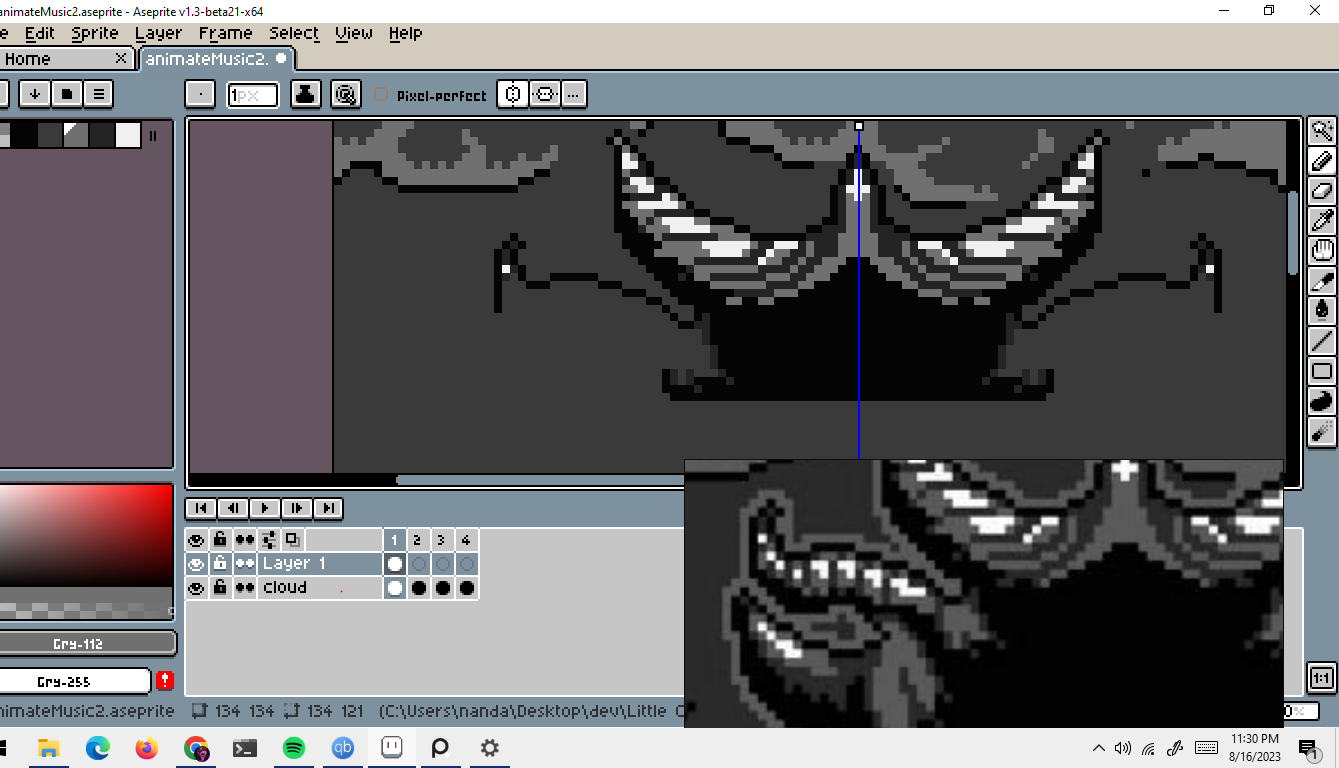 animateMusic2.aseprite - Aseprite v1.3-beta21-x64
e Edit Sprite Layer Frame Select View Help
Home animateMusic2.
1px Pixel-perfect ...
1 2 3 4
Layer 1
cloud
Gry-112
Gry-255
1:1
nimateMusic2.aseprite 134 134 134 121 (C:\Users\nanda\Desktop\dev\Little C
11:30 PM
8/16/2023
1